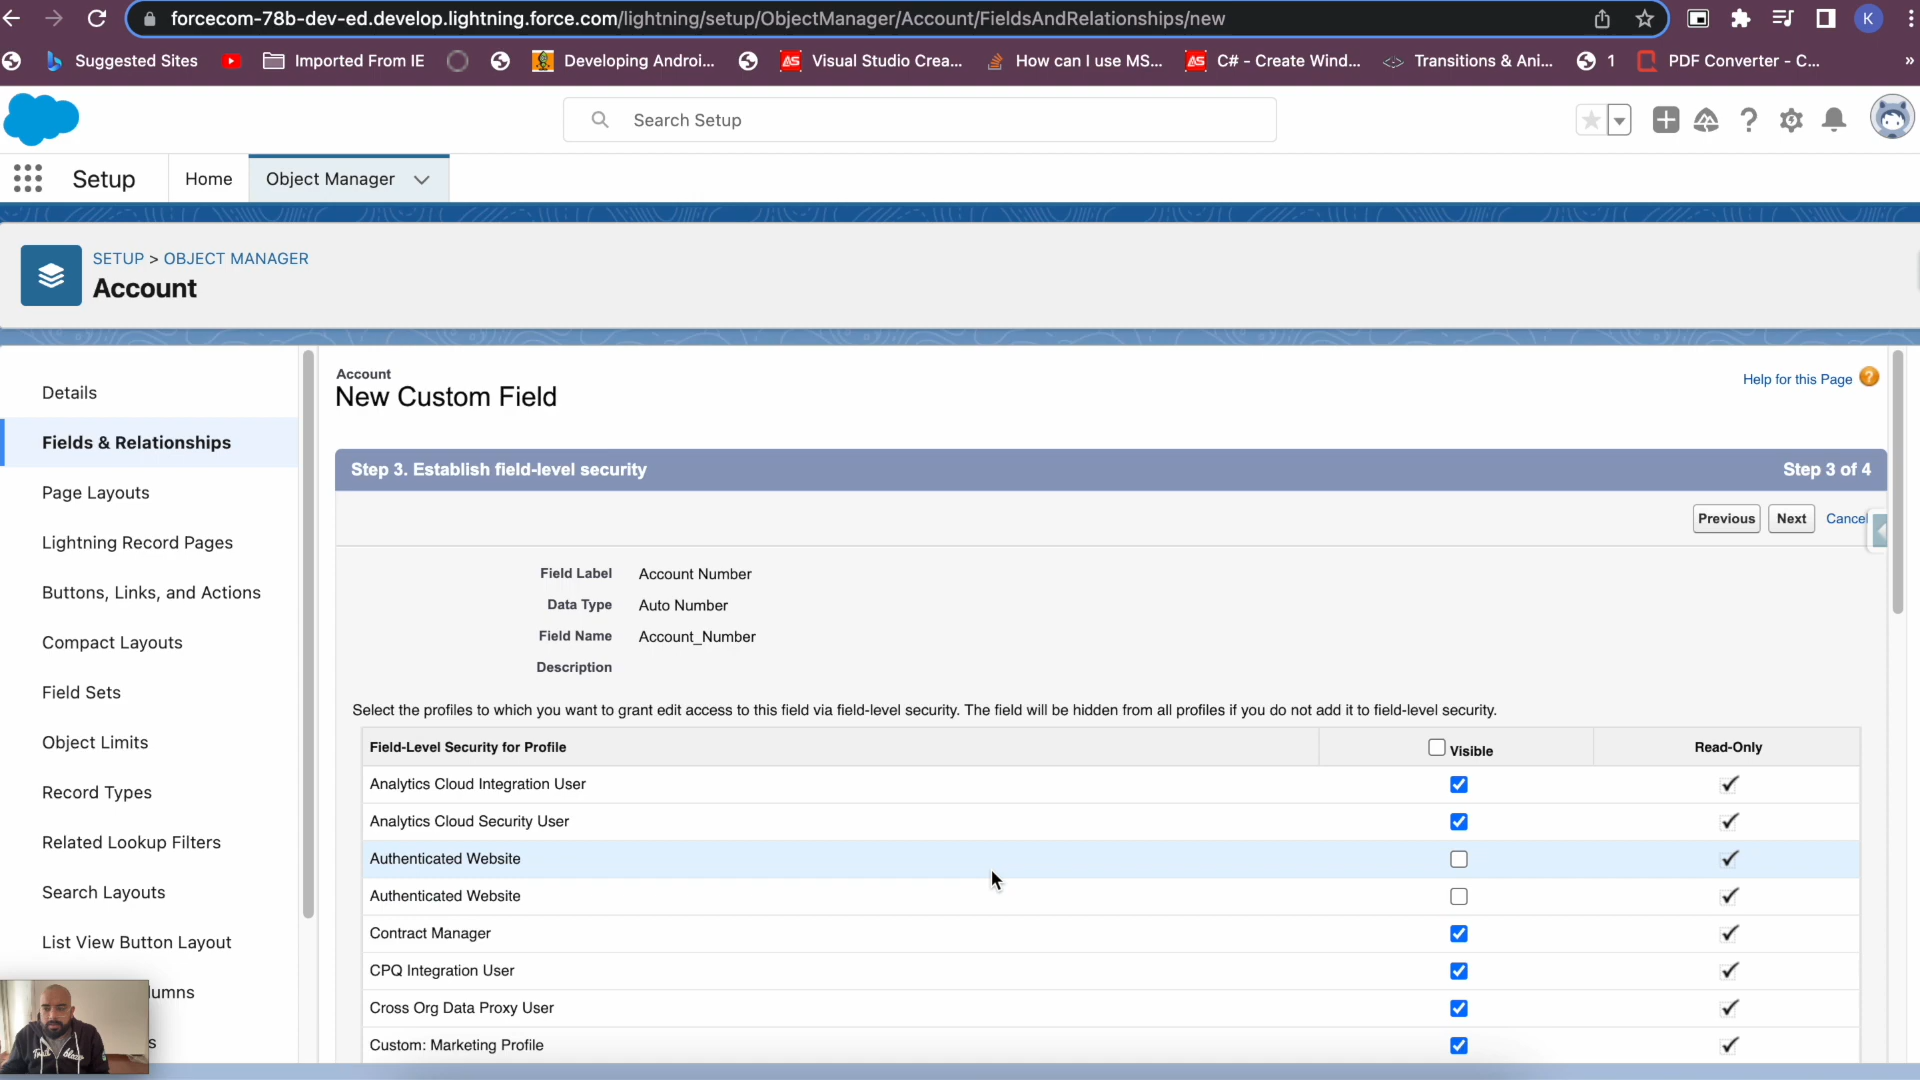 forcecom-78b-dev-ed.develop.lightning.force.com/lightning/setup/ObjectManager/Account/FieldsAndRelationships/new
K
Suggested Sites
Imported From IE
Developing Androi...
Visual Studio Crea...
How can I use MS...
C# - Create Wind...
Transitions & Ani...
1
PDF Converter - C...
»
Search Setup
Setup
Home
Object Manager
SETUP > OBJECT MANAGER
Account
Details
Fields & Relationships
Page Layouts
Lightning Record Pages
Buttons, Links, and Actions
Compact Layouts
Field Sets
Object Limits
Record Types
Related Lookup Filters
Search Layouts
List View Button Layout
lumns
s
Account
New Custom Field
Help for this Page
Step 3. Establish field-level security
Step 3 of 4
Previous
Next
Cancel
Field Label Account Number
Data Type Auto Number
Field Name Account_Number
Description
Select the profiles to which you want to grant edit access to this field via field-level security. The field will be hidden from all profiles if you do not add it to field-level security.
Field-Level Security for Profile Visible Read-Only
Analytics Cloud Integration User
Analytics Cloud Security User
Authenticated Website
Authenticated Website
Contract Manager
CPQ Integration User
Cross Org Data Proxy User
Custom: Marketing Profile